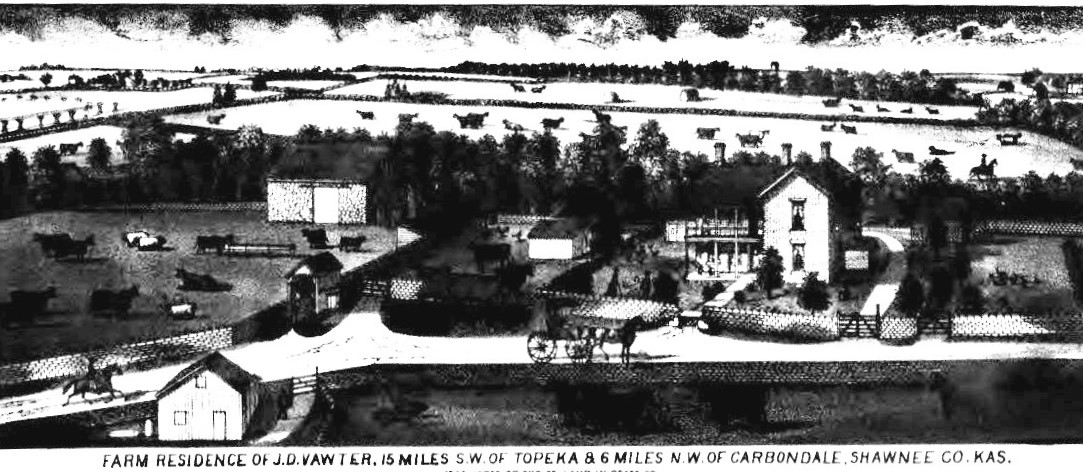 FARM RESIDENCE OF J.D. VAWTER, 15 MILES S.W. OF TOPEKA & 6 MILES N.W. OF CARBONDALE, SHAWNEE CO. KAS.